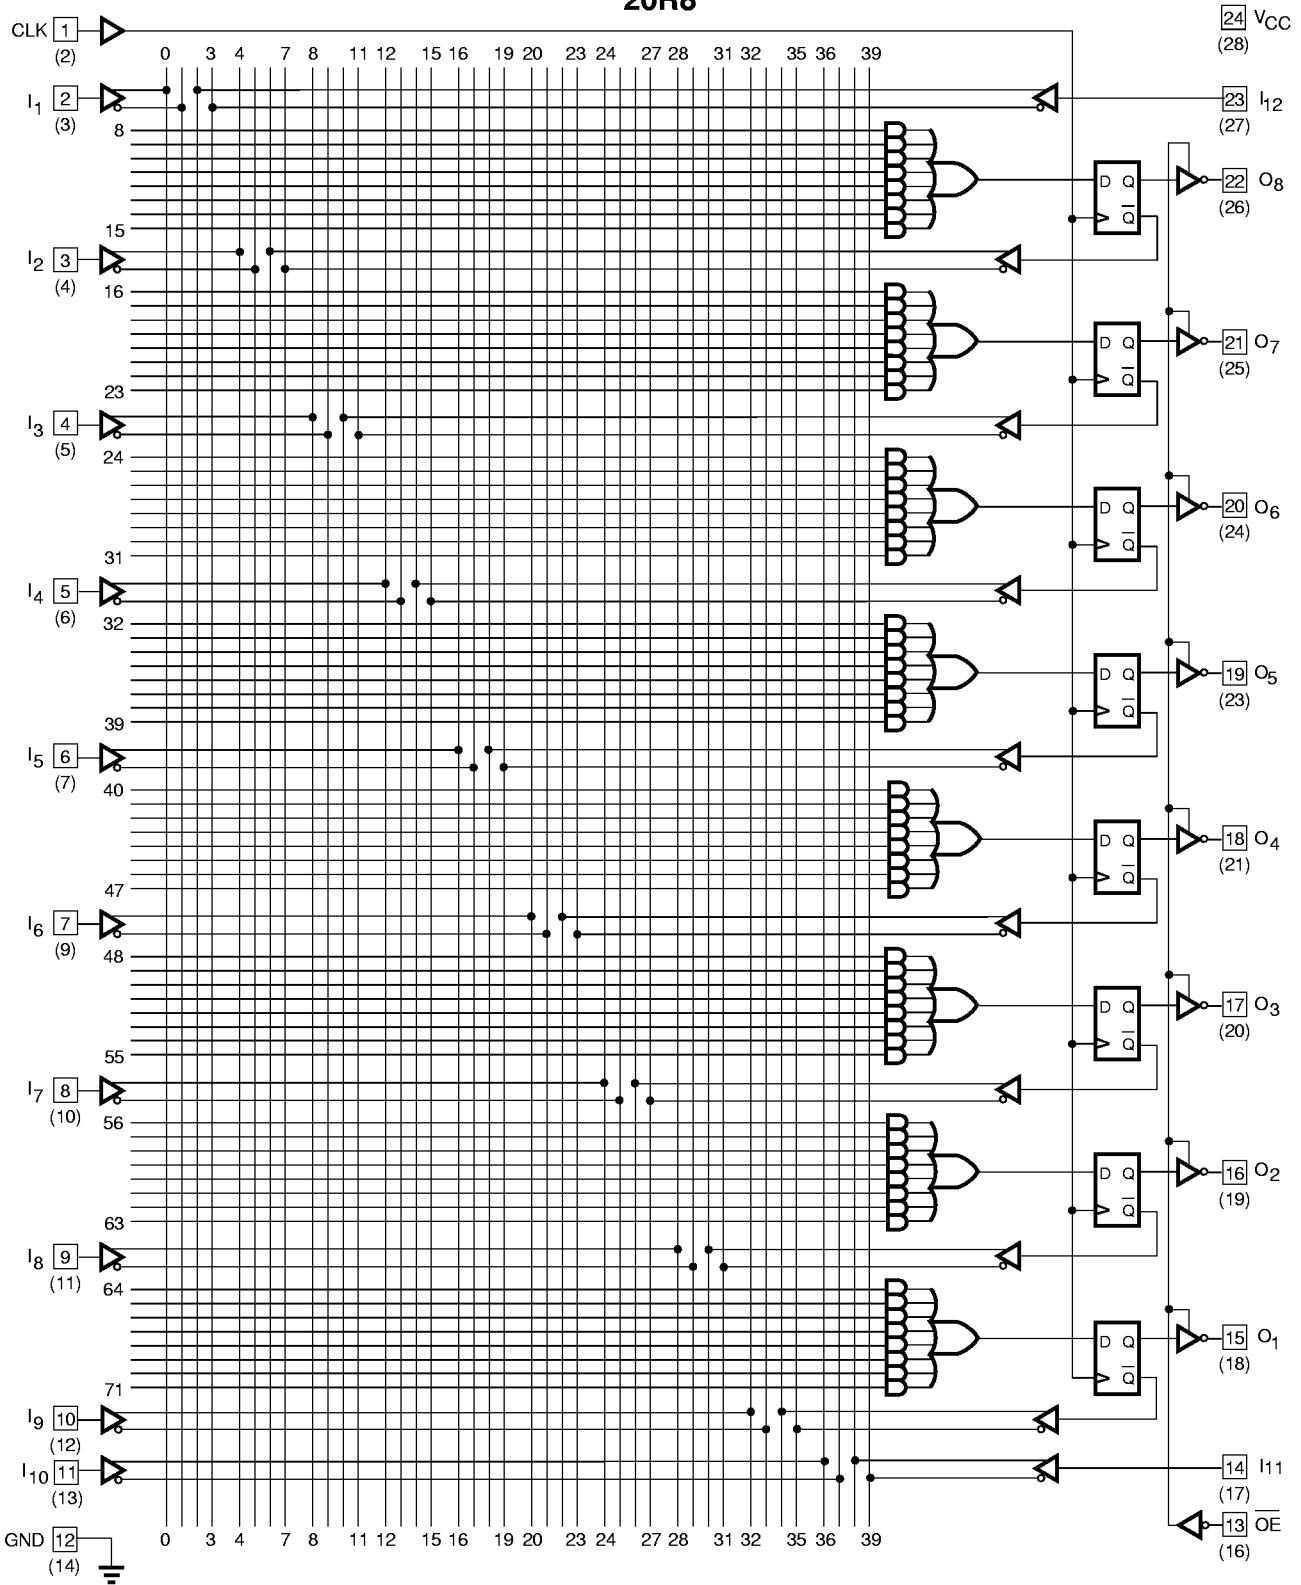 20R8
CLK 1 (2)
24 VCC (28)
0 3 4 7 8 11 12 15 16 19 20 23 24 27 28 31 32 35 36 39
I1 2 (3)
23 I12 (27)
8
D Q Q
22 O8 (26)
15
I2 3 (4)
16
D Q Q
21 O7 (25)
23
I3 4 (5)
24
D Q Q
20 O6 (24)
31
I4 5 (6)
32
D Q Q
19 O5 (23)
39
I5 6 (7)
40
D Q Q
18 O4 (21)
47
I6 7 (9)
48
D Q Q
17 O3 (20)
55
I7 8 (10)
56
D Q Q
16 O2 (19)
63
I8 9 (11)
64
D Q Q
15 O1 (18)
71
I9 10 (12)
I10 11 (13)
14 I11 (17)
13 OE (16)
0 3 4 7 8 11 12 15 16 19 20 23 24 27 28 31 32 35 36 39
GND 12 (14)